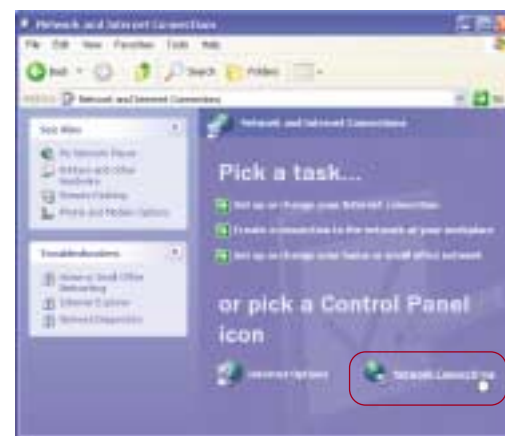 Network and Internet Connections
File Edit View Favorites Tools Help
Back Search Folders
Network and Internet Connections
See Also
My Network Places
Printers and Other
Hardware
Remote Desktop
Phone and Modem Options
Troubleshooters
Home or Small Office
Networking
Internet Explorer
Network Diagnostics
Network and Internet Connections
Pick a task...
Set up or change your Internet connection
Create a connection to the network at your workplace
Set up or change your home or small office network
or pick a Control Panel
icon
Internet Options
Network Connections